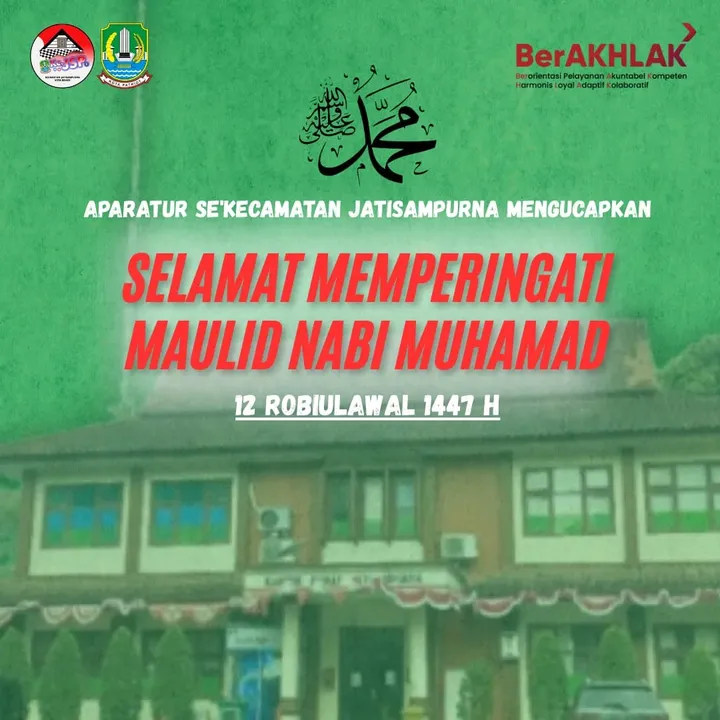 BerAKHLAK
Berorientasi Pelayanan Akuntabel Kompeten
Harmonis Loyal Adaptif Kolaboratif
محمد
صلى الله عليه وسلم
APARATUR SE'KECAMATAN JATISAMPURNA MENGUCAPKAN
SELAMAT MEMPERINGATI
MAULID NABI MUHAMAD
12 ROBIULAWAL 1447 H